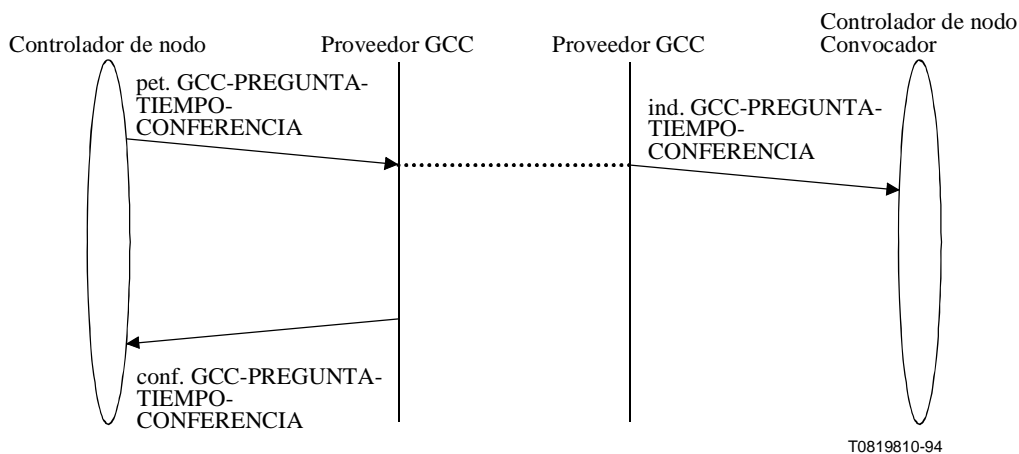 Controlador de nodo
Proveedor GCC
Proveedor GCC
Controlador de nodo
Convocador
pet. GCC-PREGUNTA-
TIEMPO-
CONFERENCIA
ind. GCC-PREGUNTA-
TIEMPO-
CONFERENCIA
conf. GCC-PREGUNTA-
TIEMPO-
CONFERENCIA
T0819810-94